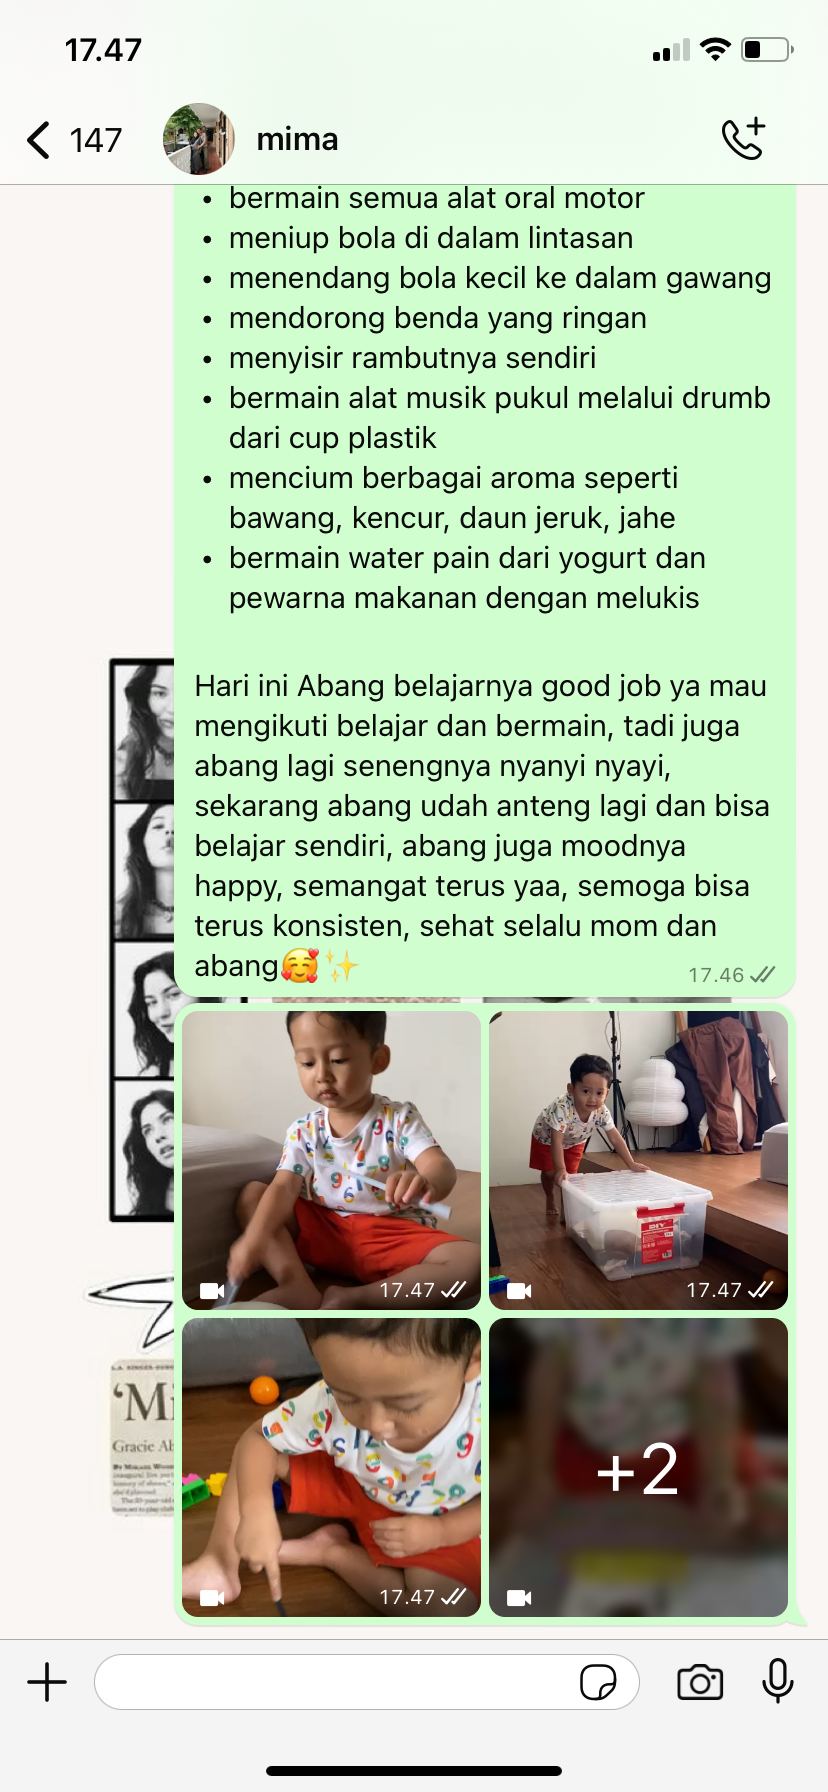 17.47
147
mima
• bermain semua alat oral motor
• meniup bola di dalam lintasan
• menendang bola kecil ke dalam gawang
• mendorong benda yang ringan
• menyisir rambutnya sendiri
• bermain alat musik pukul melalui drumb
dari cup plastik
• mencium berbagai aroma seperti
bawang, kencur, daun jeruk, jahe
• bermain water pain dari yogurt dan
pewarna makanan dengan melukis
Hari ini Abang belajarnya good job ya mau
mengikuti belajar dan bermain, tadi juga
abang lagi senengnya nyanyi nyayi,
sekarang abang udah anteng lagi dan bisa
belajar sendiri, abang juga moodnya
happy, semangat terus yaa, semoga bisa
terus konsisten, sehat selalu mom dan
abang🥰✨
17.46
17.47
DIY
17.47
17.47
+2
‘Mi
Gracie Ab